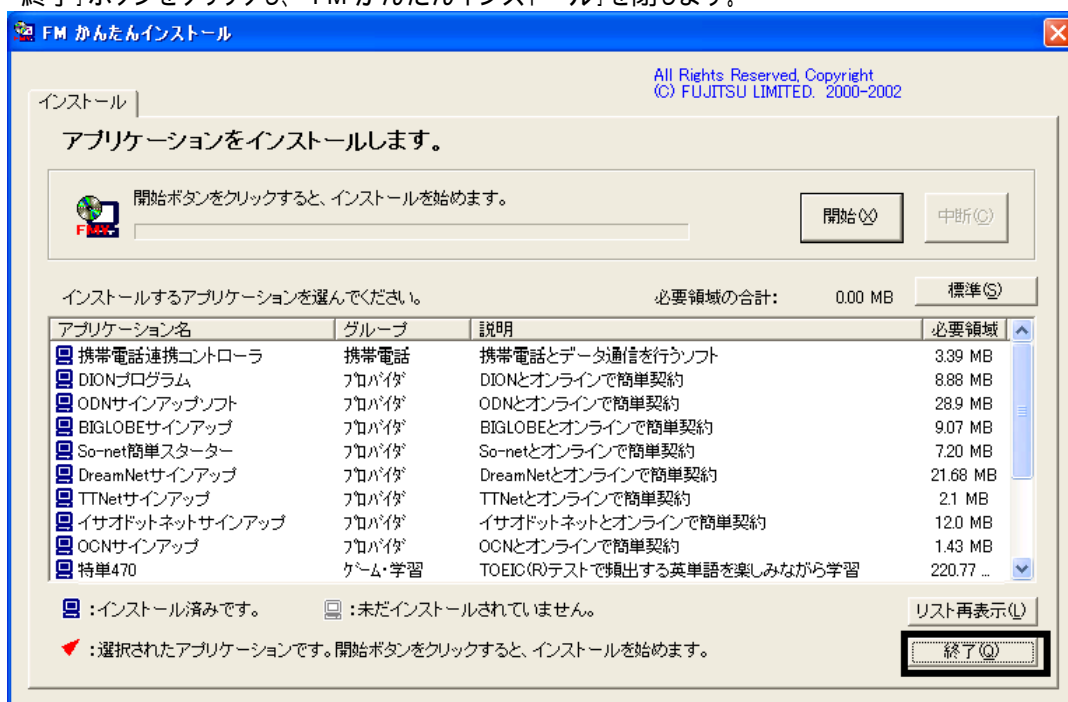 終了」ボタンをクリックし、「FM かんたんインストール」を閉じます。
FM かんたんインストール
All Rights Reserved, Copyright
(C) FUJITSU LIMITED. 2000-2002
インストール
アプリケーションをインストールします。
開始ボタンをクリックすると、インストールを始めます。
FMV
開始(X)
中断(C)
インストールするアプリケーションを選んでください。
必要領域の合計: 0.00 MB
標準(S)
アプリケーション名 グループ 説明 必要領域
携帯電話連携コントローラ 携帯電話 携帯電話とデータ通信を行うソフト 3.39 MB
DIONプログラム プロバイダ DIONとオンラインで簡単契約 8.88 MB
ODNサインアップソフト プロバイダ ODNとオンラインで簡単契約 28.9 MB
BIGLOBEサインアップ プロバイダ BIGLOBEとオンラインで簡単契約 9.07 MB
So-net簡単スターター プロバイダ So-netとオンラインで簡単契約 7.20 MB
DreamNetサインアップ プロバイダ DreamNetとオンラインで簡単契約 21.68 MB
TTNetサインアップ プロバイダ TTNetとオンラインで簡単契約 2.1 MB
イサオドットネットサインアップ プロバイダ イサオドットネットとオンラインで簡単契約 12.0 MB
OCNサインアップ プロバイダ OCNとオンラインで簡単契約 1.43 MB
特単470 ゲーム・学習 TOEIC(R)テストで頻出する英単語を楽しみながら学習 220.77 ...
:インストール済みです。 :未だインストールされていません。
リスト再表示(L)
:選択されたアプリケーションです。開始ボタンをクリックすると、インストールを始めます。
終了(Q)